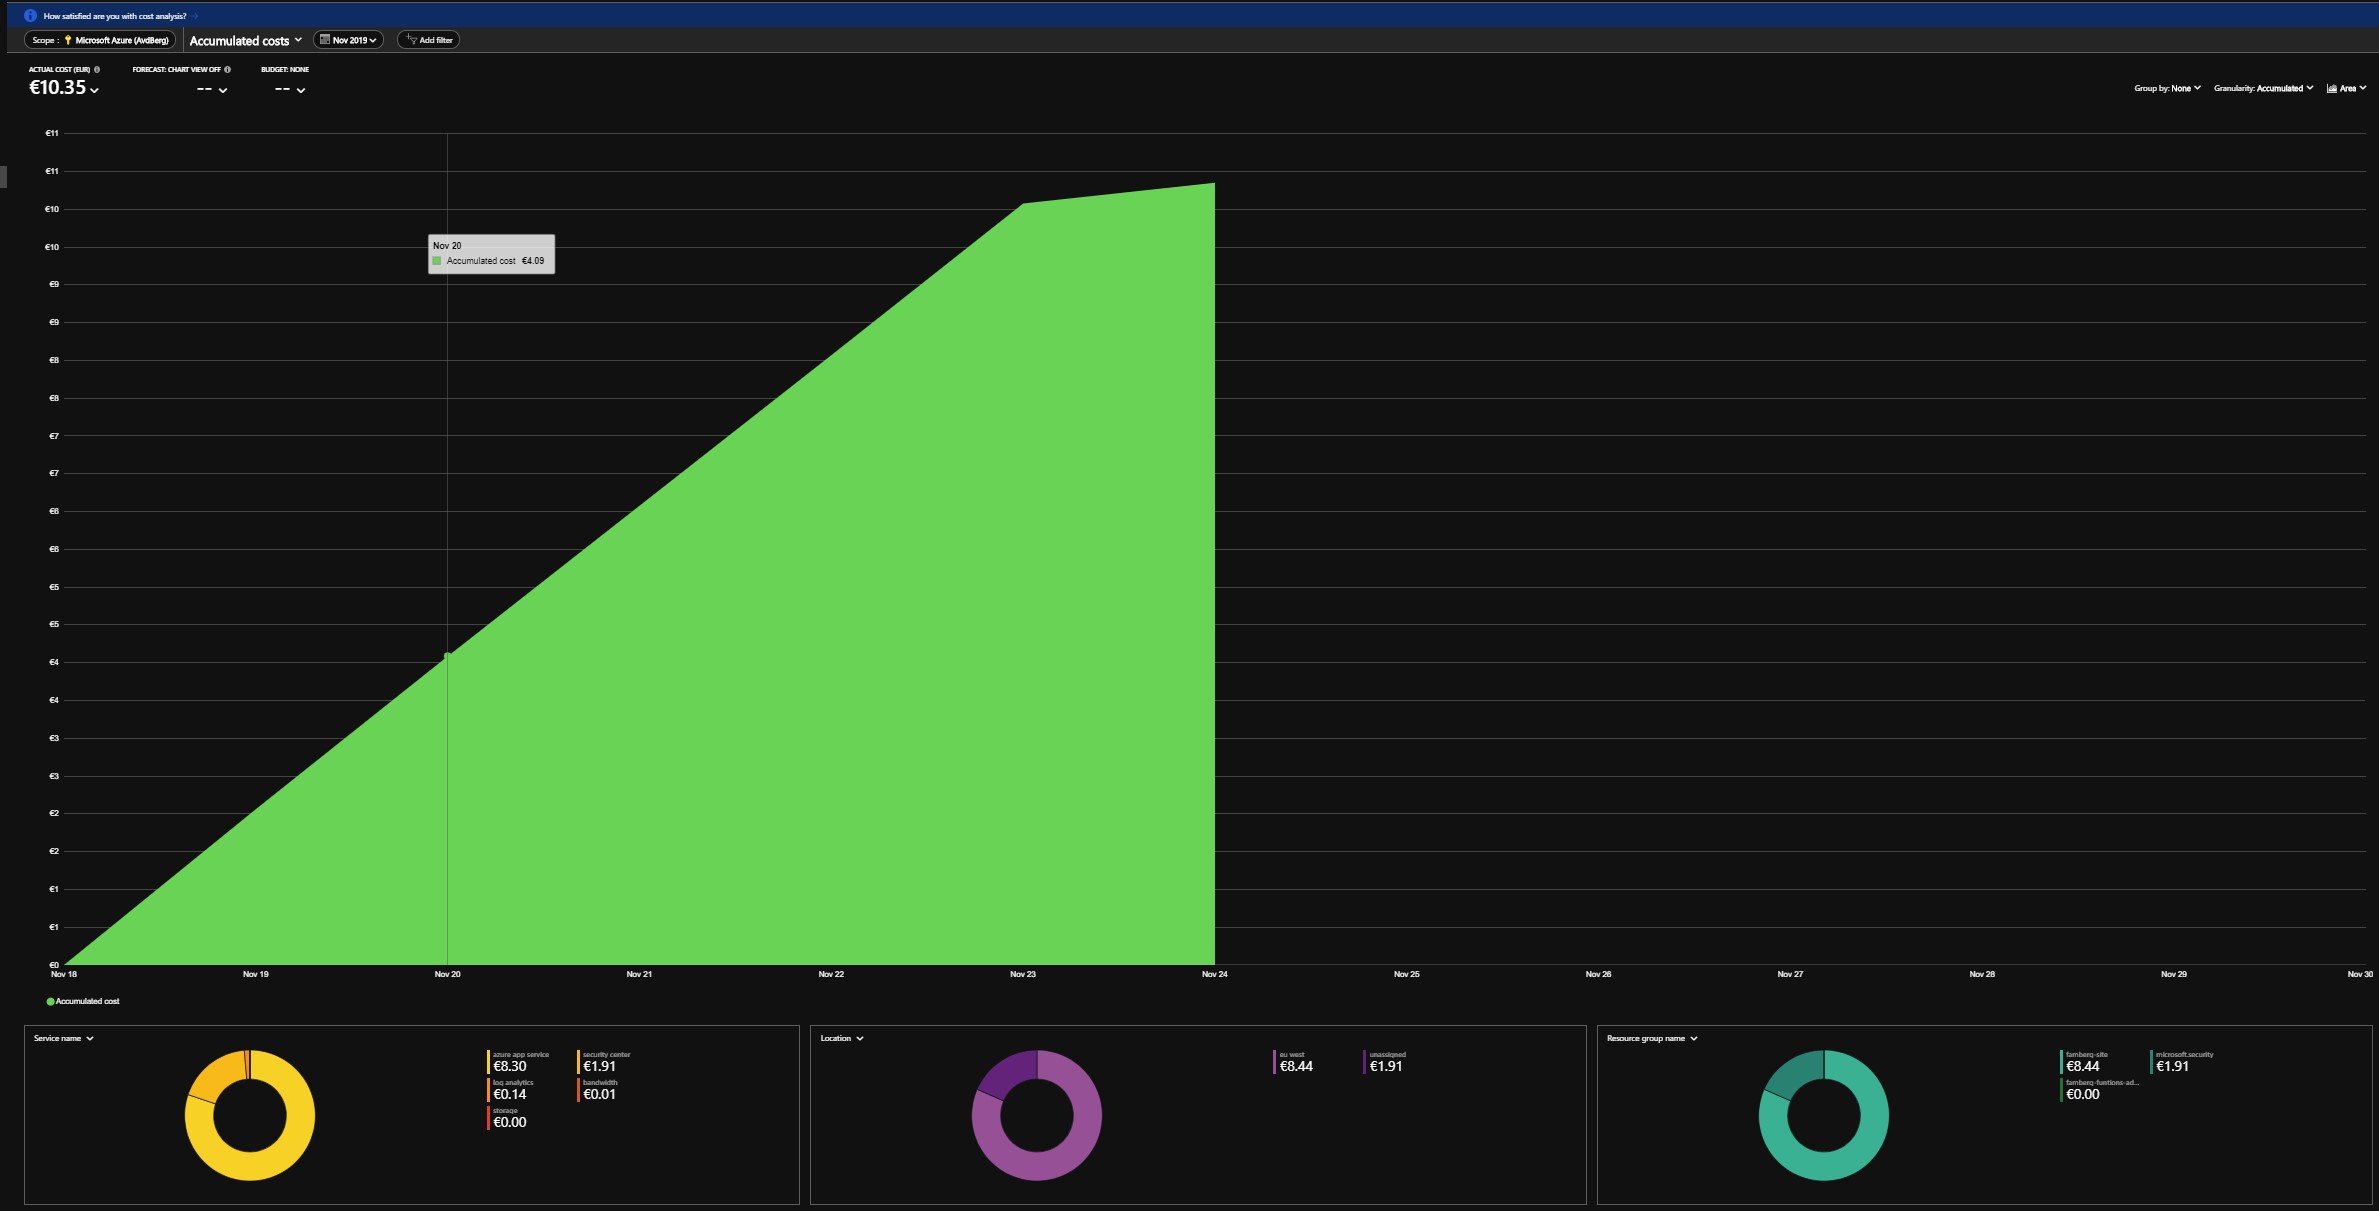 How satisfied are you with cost analysis? →
Scope : Microsoft Azure (AvdBerg)
Accumulated costs
Nov 2019
Add filter
ACTUAL COST (EUR)
FORECAST: CHART VIEW OFF
BUDGET: NONE
€10.35
--
--
Group by: None
Granularity: Accumulated
Area
€11
€11
€10
€10
€9
€9
€8
€8
€7
€7
€6
€6
€5
€5
€4
€4
€3
€3
€2
€2
€1
€1
€0
Nov 20
Accumulated cost €4.09
Nov 18
Nov 19
Nov 20
Nov 21
Nov 22
Nov 23
Nov 24
Nov 25
Nov 26
Nov 27
Nov 28
Nov 29
Nov 30
Accumulated cost
Service name
azure app service
€8.30
security center
€1.91
log analytics
€0.14
bandwidth
€0.01
storage
€0.00
Location
eu west
€8.44
unassigned
€1.91
Resource group name
famberg-site
€8.44
microsoft.security
€1.91
famberg-funtions-ad...
€0.00